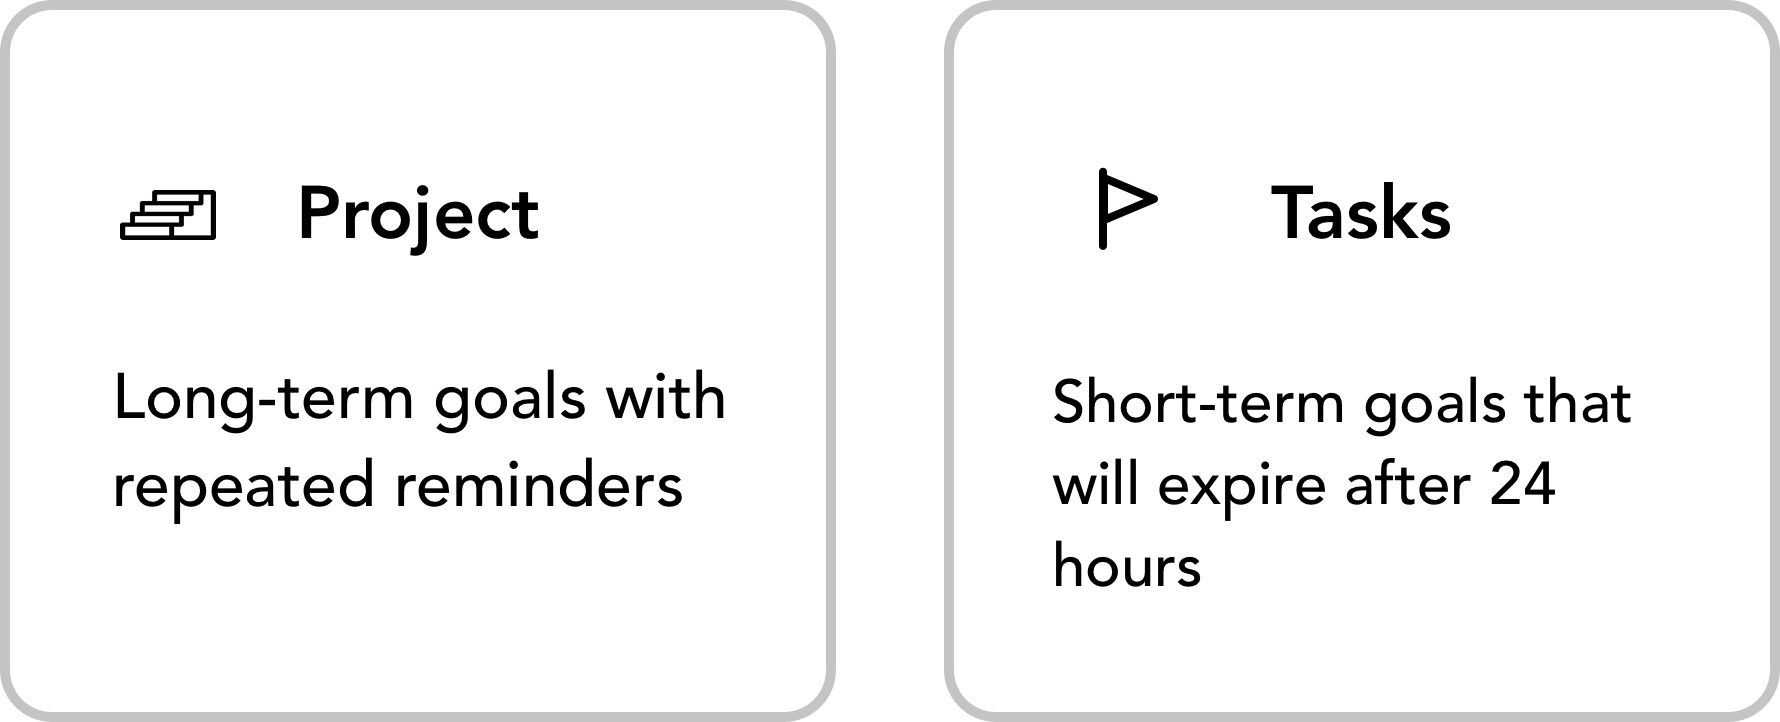 Project
Long-term goals with
repeated reminders
Tasks
Short-term goals that
will expire after 24
hours